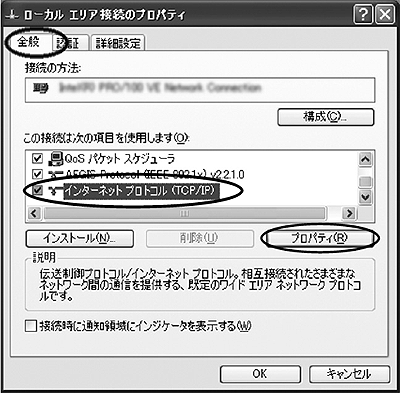 ローカル エリア接続のプロパティ
全般 認証 詳細設定
接続の方法:
Intel(R) PRO/100 VE Network Connection
構成(C)...
この接続は次の項目を使用します(O):
QoS パケット スケジューラ
AEGIS Protocol (IEEE 802.1x) v2.2.1.0
インターネット プロトコル (TCP/IP)
インストール(N)... 削除(U) プロパティ(R)
説明
伝送制御プロトコル/インターネット プロトコル。相互接続されたさまざまな
ネットワーク間の通信を提供する、既定のワイド エリア ネットワーク プロトコ
ルです。
接続時に通知領域にインジケータを表示する(W)
OK キャンセル